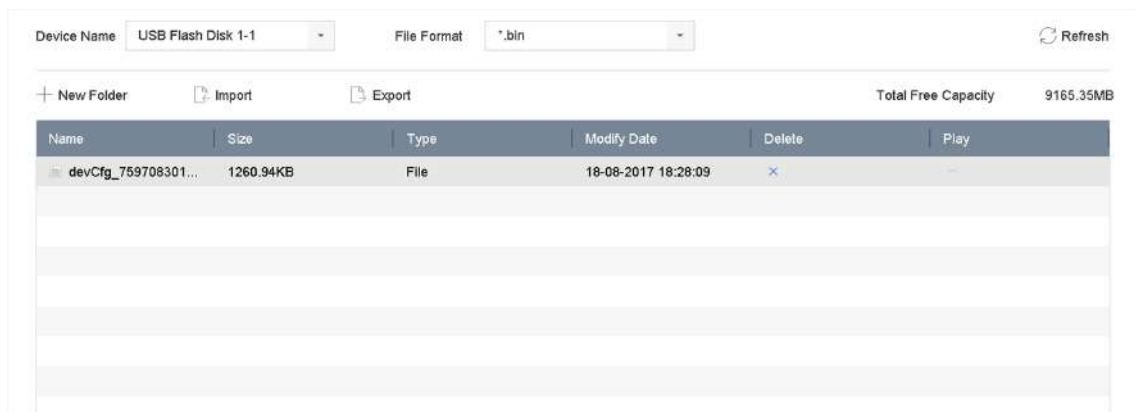 Device Name USB Flash Disk 1-1 File Format *.bin Refresh
New Folder Import Export Total Free Capacity 9165.35MB
Name Size Type Modify Date Delete Play
devCfg_759708301... 1260.94KB File 18-08-2017 18:28:09